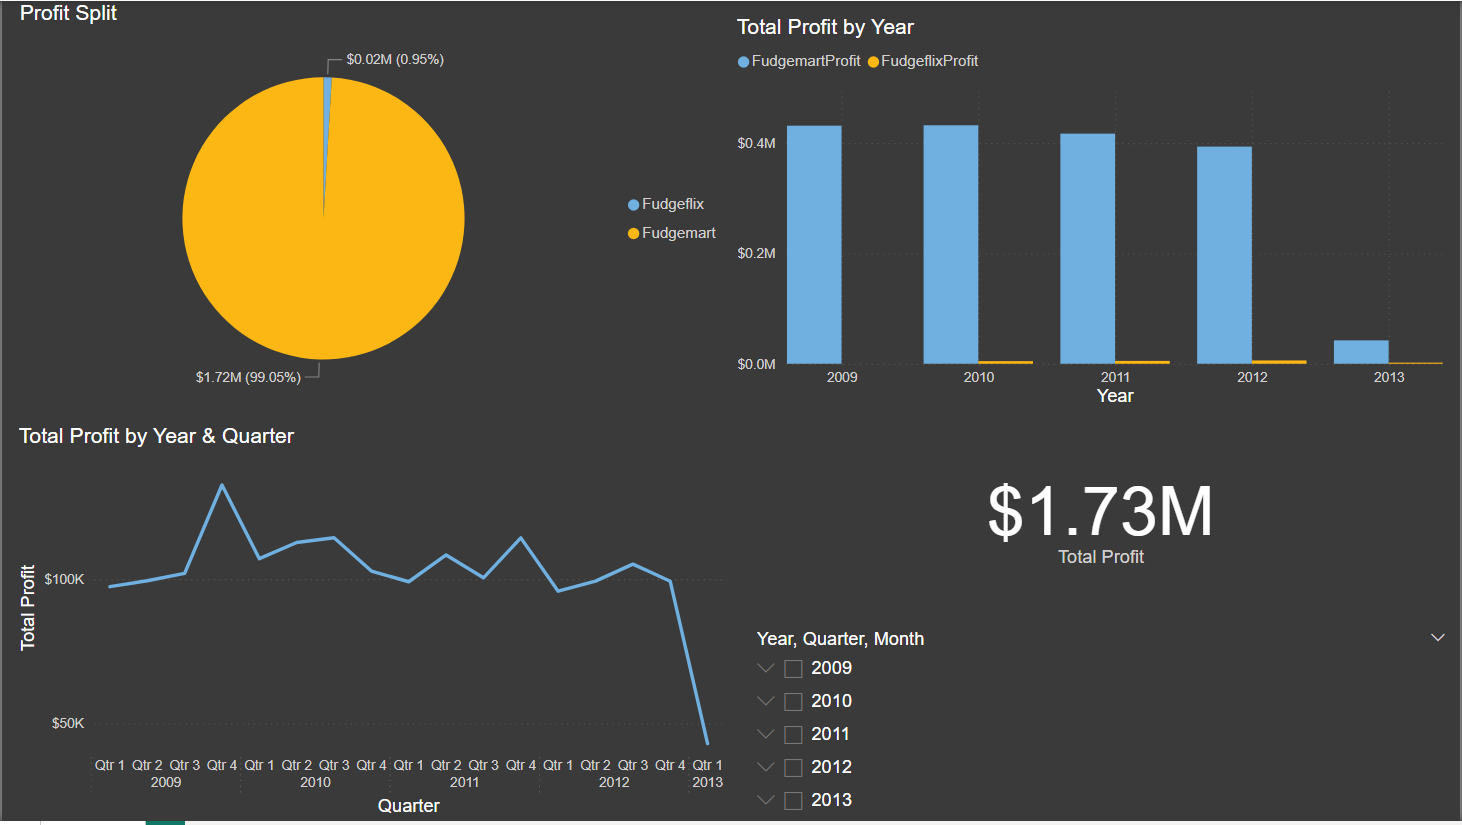 Profit Split
$0.02M (0.95%)
Fudgeflix
Fudgemart
$1.72M (99.05%)
Total Profit by Year
FudgemartProfit FudgeflixProfit
$0.4M
$0.2M
$0.0M
2009 2010 2011 2012 2013
Year
Total Profit by Year & Quarter
Total Profit
$100K
$50K
Qtr 1 Qtr 2 Qtr 3 Qtr 4 Qtr 1 Qtr 2 Qtr 3 Qtr 4 Qtr 1 Qtr 2 Qtr 3 Qtr 4 Qtr 1 Qtr 2 Qtr 3 Qtr 4 Qtr 1
2009 2010 2011 2012 2013
Quarter
$1.73M
Total Profit
Year, Quarter, Month
2009
2010
2011
2012
2013